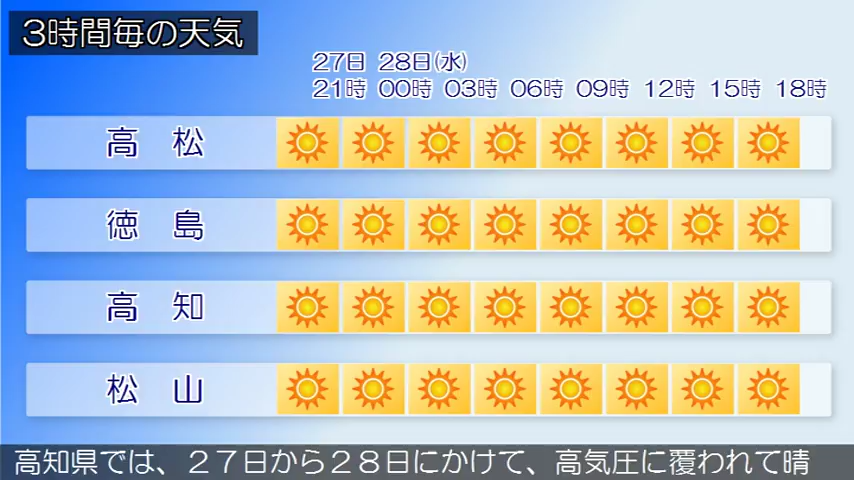 3時間毎の天気
27日 28日(水)
21時 00時 03時 06時 09時 12時 15時 18時
高松
徳島
高知
松山
高知県では、２７日から２８日にかけて、高気圧に覆われて晴